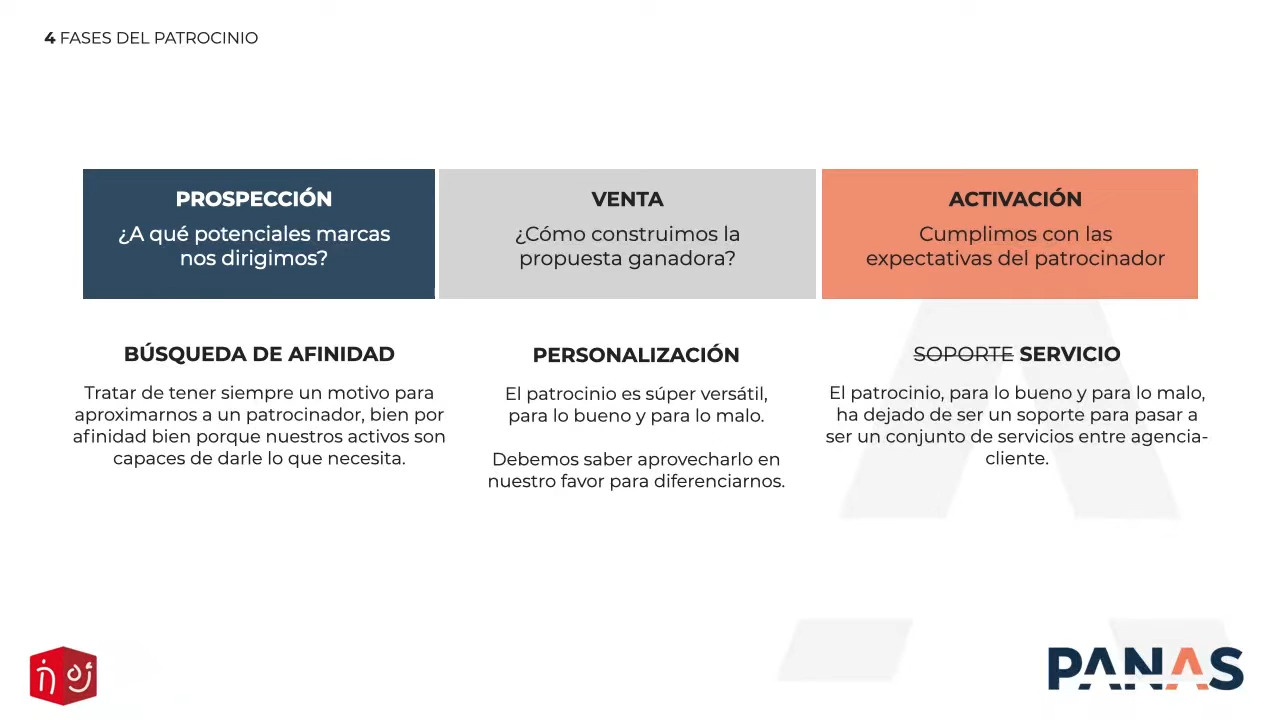 4 FASES DEL PATROCINIO
PROSPECCIÓN
¿A qué potenciales marcas
nos dirigimos?
VENTA
¿Cómo construimos la
propuesta ganadora?
ACTIVACIÓN
Cumplimos con las
expectativas del patrocinador
BÚSQUEDA DE AFINIDAD
Tratar de tener siempre un motivo para
aproximarnos a un patrocinador, bien por
afinidad bien porque nuestros activos son
capaces de darle lo que necesita.
PERSONALIZACIÓN
El patrocinio es súper versátil,
para lo bueno y para lo malo.
Debemos saber aprovecharlo en
nuestro favor para diferenciarnos.
SOPORTE SERVICIO
El patrocinio, para lo bueno y para lo malo,
ha dejado de ser un soporte para pasar a
ser un conjunto de servicios entre agencia-
cliente.
PANAS